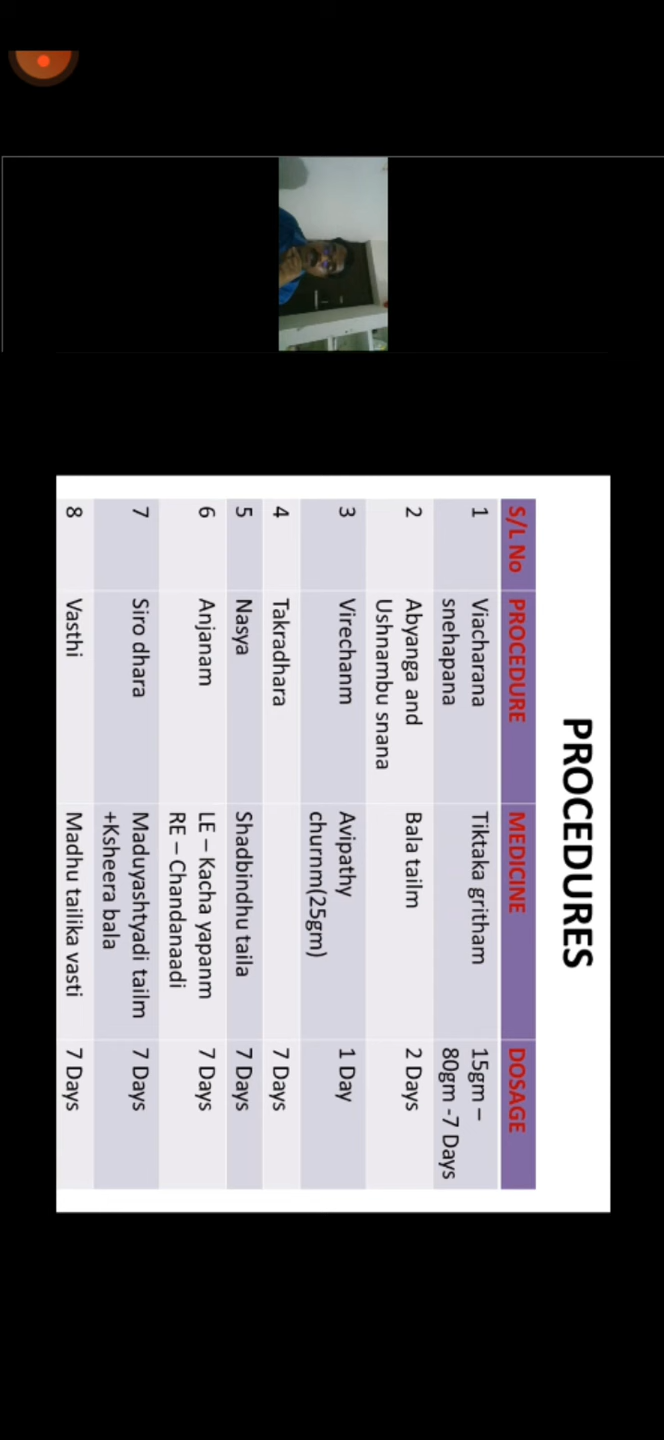 PROCEDURES
S/L No PROCEDURE MEDICINE DOSAGE
1 Viacharana snehapana Tiktaka gritham 15gm – 80gm -7 Days
2 Abyanga and Ushnambu snana Bala tailm 2 Days
3 Virechanm Avipathy churnm(25gm) 1 Day
4 Takradhara 7 Days
5 Nasya Shadbindhu taila 7 Days
6 Anjanam LE – Kacha yapanm RE – Chandanaadi 7 Days
7 Siro dhara Maduyashtyadi tailm +Ksheera bala 7 Days
8 Vasthi Madhu tailika vasti 7 Days